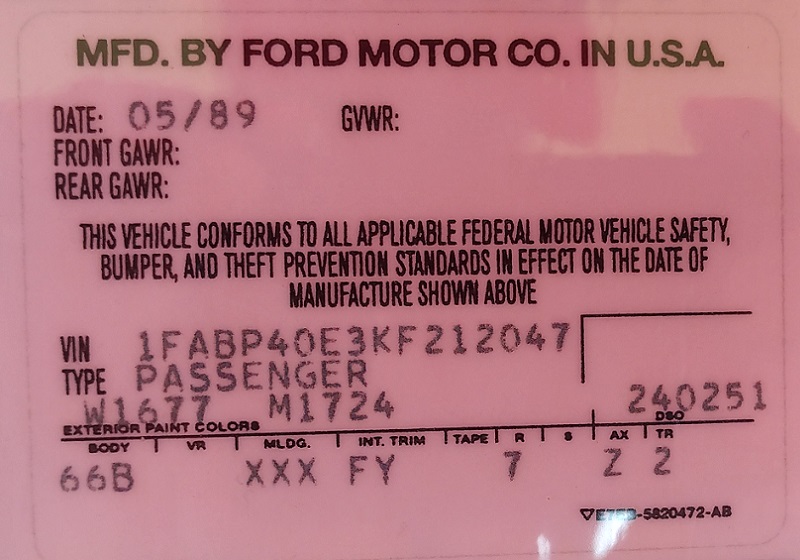 MFD. BY FORD MOTOR CO. IN U.S.A.
DATE: 05/89 GVWR:
FRONT GAWR:
REAR GAWR:
THIS VEHICLE CONFORMS TO ALL APPLICABLE FEDERAL MOTOR VEHICLE SAFETY,
BUMPER, AND THEFT PREVENTION STANDARDS IN EFFECT ON THE DATE OF
MANUFACTURE SHOWN ABOVE
VIN 1FABP40E3KF212047
TYPE PASSENGER
W1677 M1724 240251
EXTERIOR PAINT COLORS DSO
BODY VR MLDG. INT. TRIM TAPE R S AX TR
66B XXX FY 7 Z 2